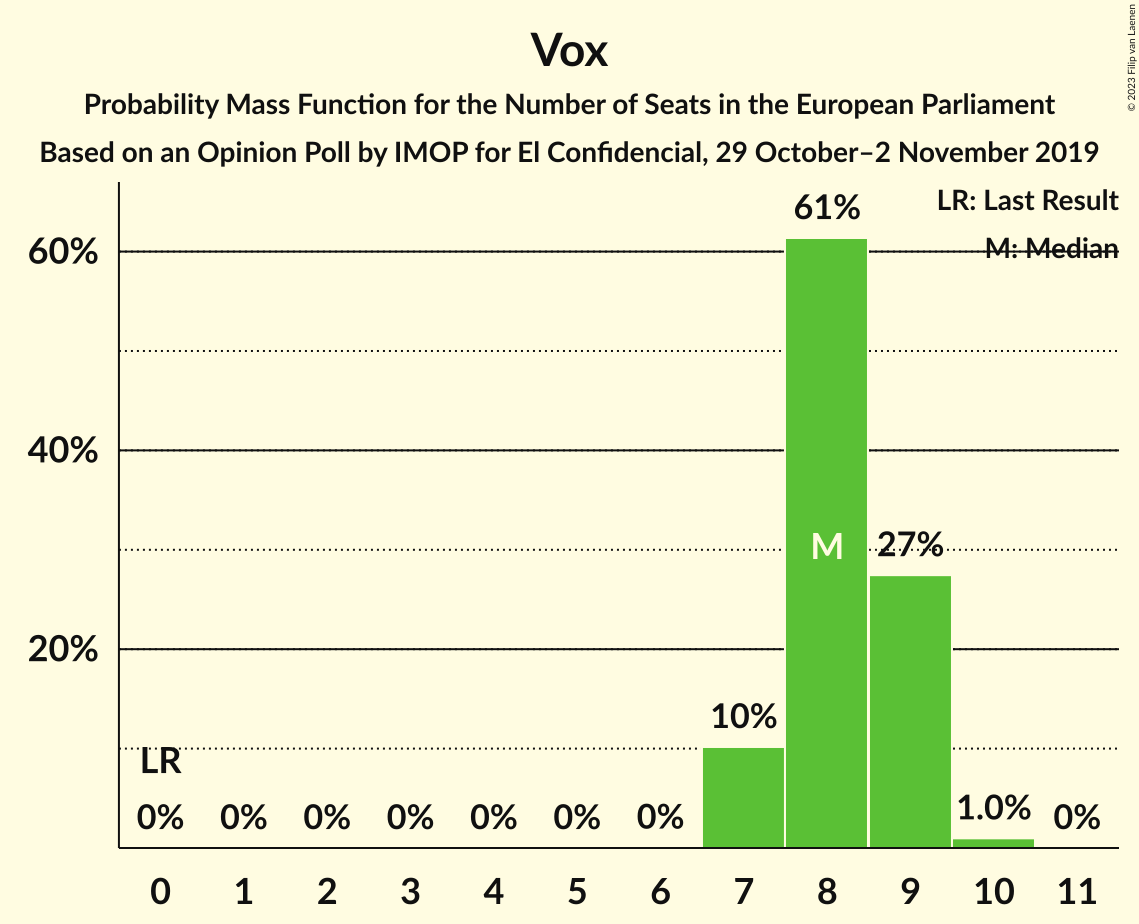 Vox
Probability Mass Function for the Number of Seats in the European Parliament
Based on an Opinion Poll by IMOP for El Confidencial, 29 October–2 November 2019
© 2023 Filip van Laenen
LR: Last Result
M: Median
60%
40%
20%
61%
M
27%
10%
LR
0% 0% 0% 0% 0% 0% 0% 1.0% 0%
0 1 2 3 4 5 6 7 8 9 10 11